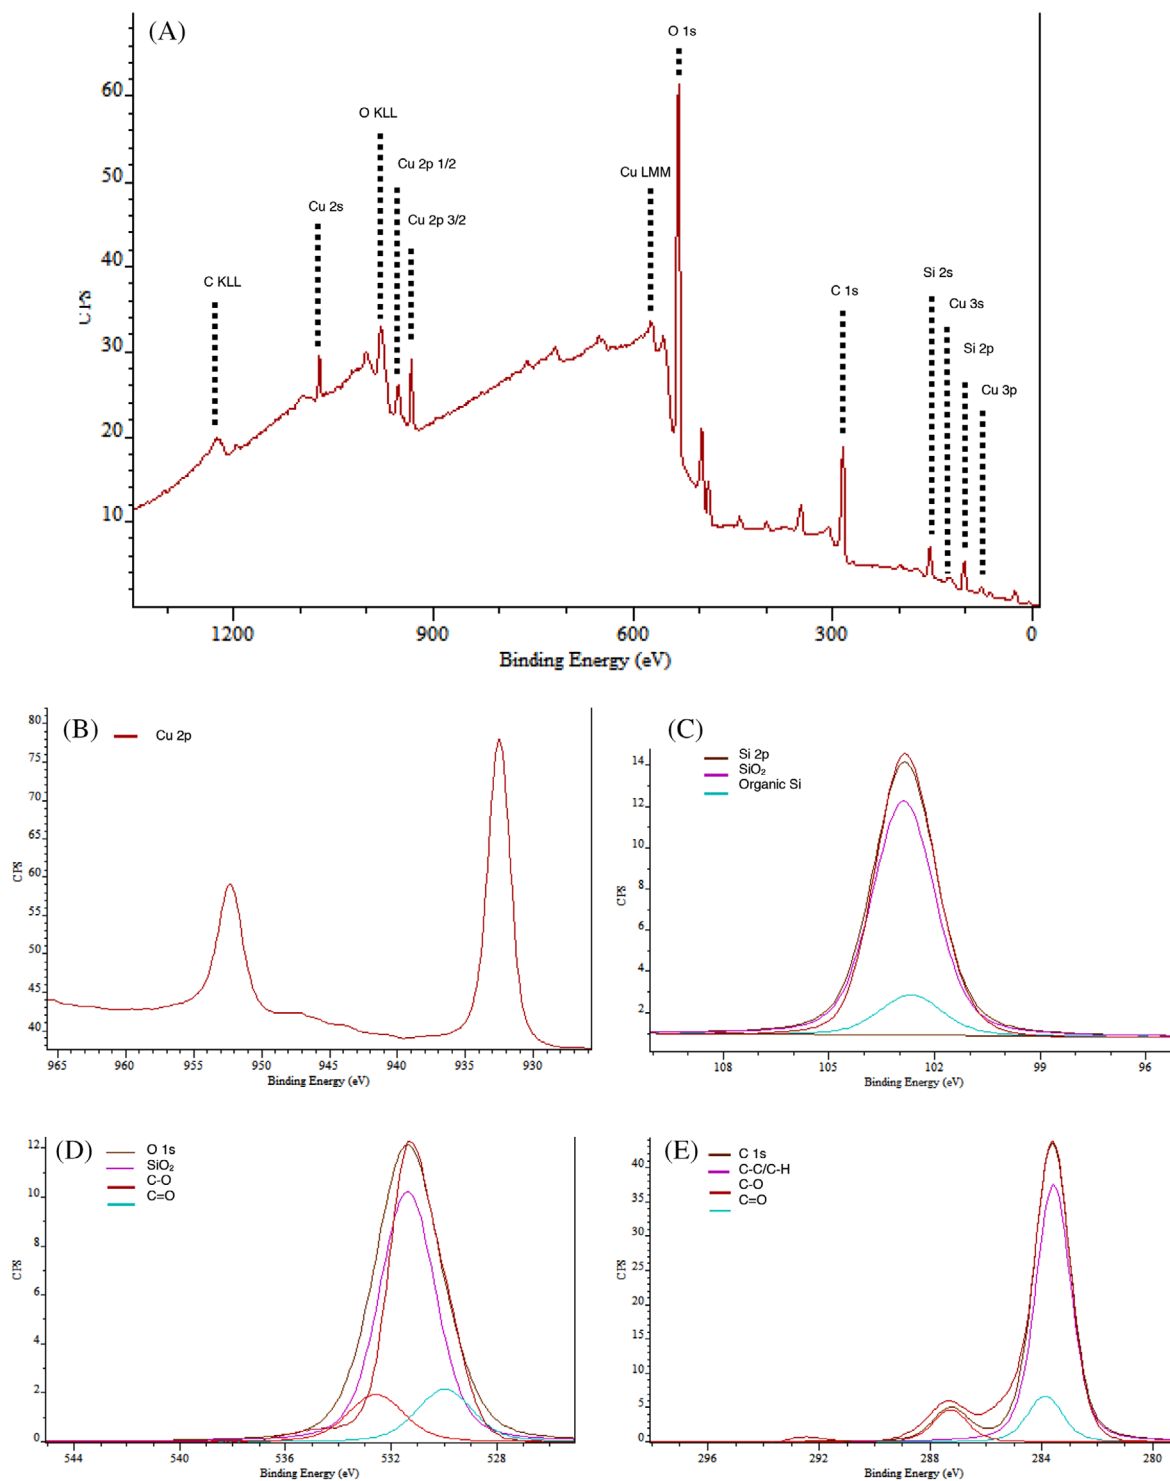 (A)
O 1s
O KLL
Cu 2p 1/2
Cu LMM
Cu 2s
Cu 2p 3/2
C KLL
C 1s
Si 2s
Cu 3s
Si 2p
Cu 3p
60
50
40
30
20
10
CPS
1200 900 600 300 0
Binding Energy (eV)
(B)
Cu 2p
80
75
70
65
60
55
50
45
40
CPS
965 960 955 950 945 940 935 930
Binding Energy (eV)
(C)
Si 2p
SiO₂
Organic Si
14
12
10
8
6
4
2
CPS
108 105 102 99 96
Binding Energy (eV)
(D)
O 1s
SiO₂
C-O
C=O
12
10
8
6
4
2
0
CPS
544 540 536 532 528
Binding Energy (eV)
(E)
C 1s
C-C/C-H
C-O
C=O
40
35
30
25
20
15
10
5
0
CPS
296 292 288 284 280
Binding Energy (eV)